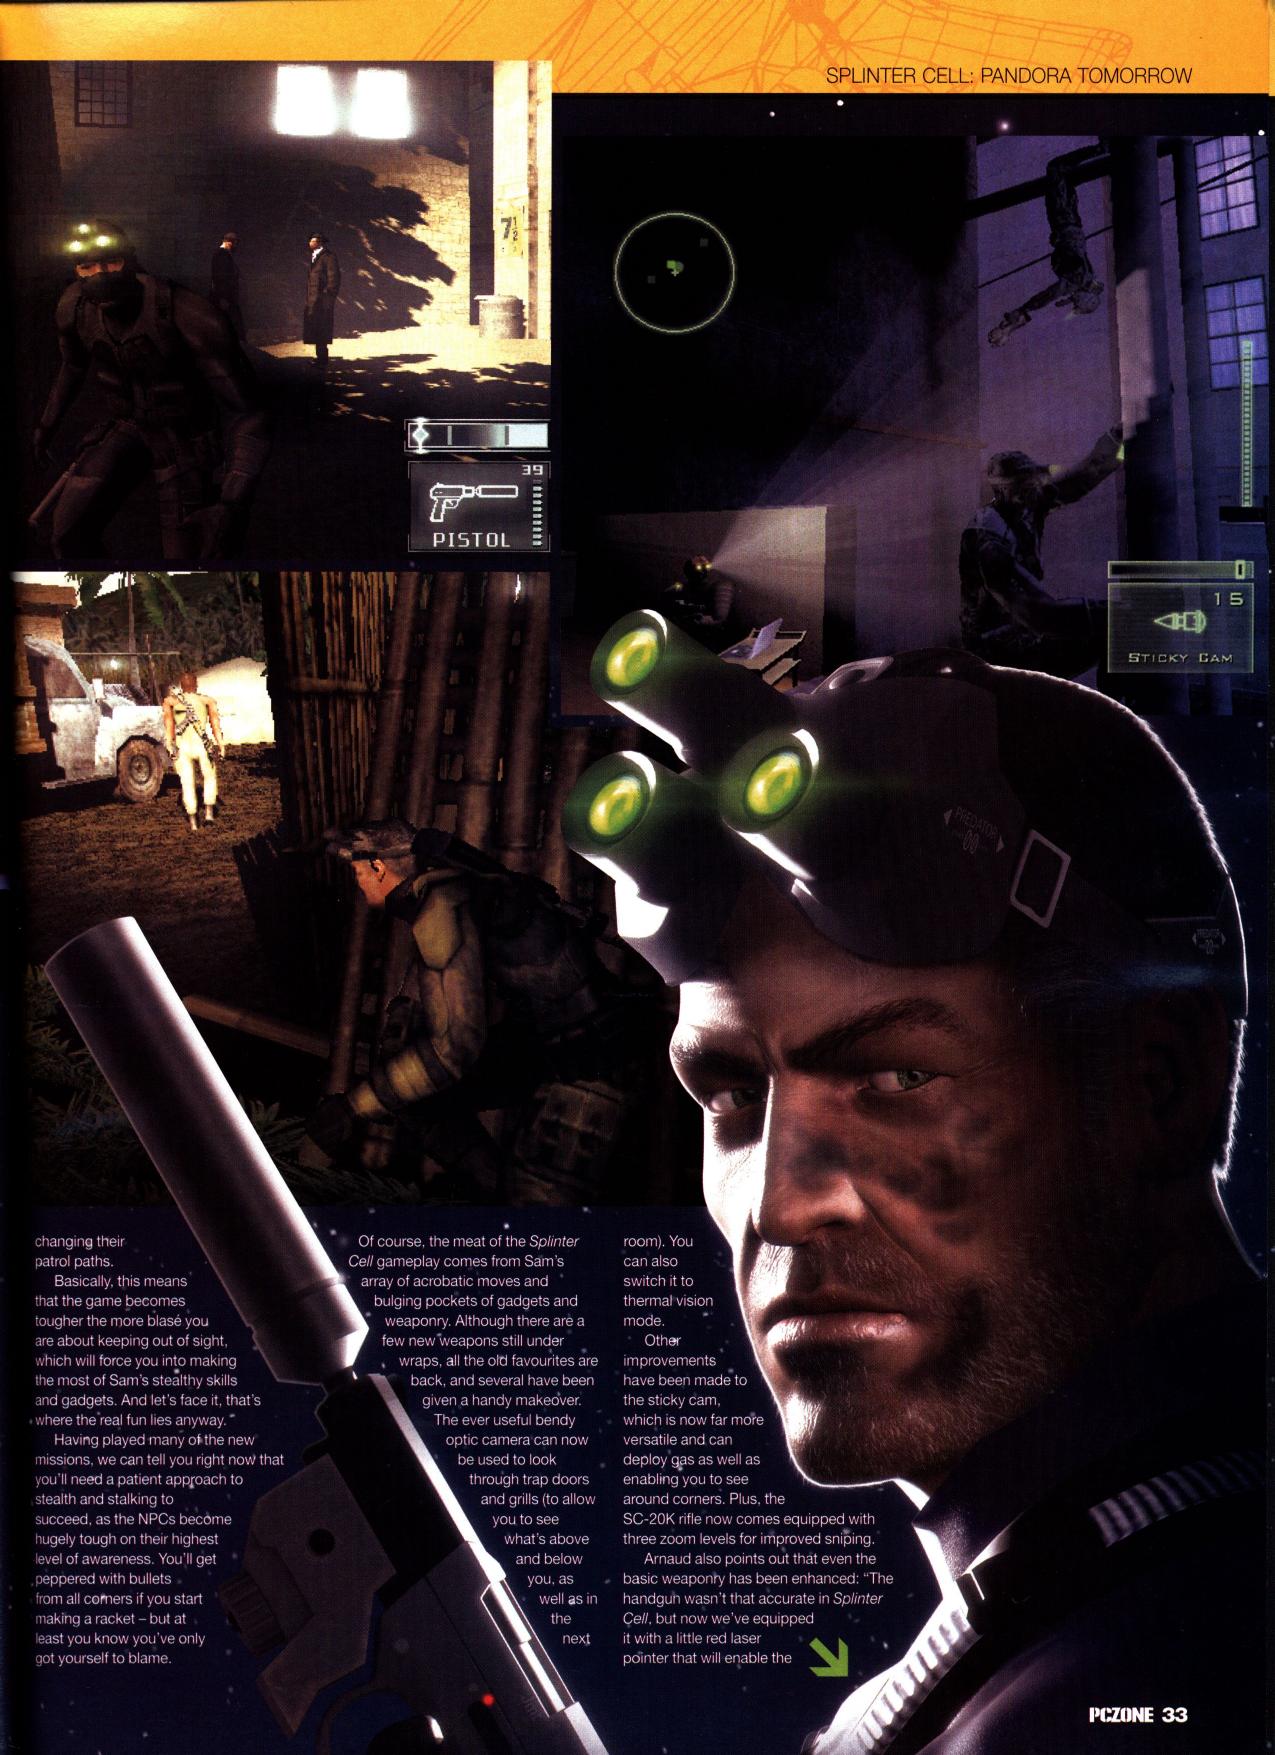 SPLINTER CELL: PANDORA TOMORROW
7½
39
PISTOL
15
STICKY CAM
PREDATOR
00
PREDATOR
00
changing their
patrol paths.
Basically, this means
that the game becomes
tougher the more blasé you
are about keeping out of sight,
which will force you into making
the most of Sam's stealthy skills
and gadgets. And let's face it, that's
where the real fun lies anyway.
Having played many of the new
missions, we can tell you right now that
you'll need a patient approach to
stealth and stalking to
succeed, as the NPCs become
hugely tough on their highest
level of awareness. You'll get
peppered with bullets
from all corners if you start
making a racket – but at
least you know you've only
got yourself to blame.
Of course, the meat of the Splinter
Cell gameplay comes from Sam's
array of acrobatic moves and
bulging pockets of gadgets and
weaponry. Although there are a
few new weapons still under
wraps, all the old favourites are
back, and several have been
given a handy makeover.
The ever useful bendy
optic camera can now
be used to look
through trap doors
and grills (to allow
you to see
what's above
and below
you, as
well as in
the
next
room). You
can also
switch it to
thermal vision
mode.
Other
improvements
have been made to
the sticky cam,
which is now far more
versatile and can
deploy gas as well as
enabling you to see
around corners. Plus, the
SC-20K rifle now comes equipped with
three zoom levels for improved sniping.
Arnaud also points out that even the
basic weaponry has been enhanced: "The
handgun wasn't that accurate in Splinter
Cell, but now we've equipped
it with a little red laser
pointer that will enable the
PCZONE 33